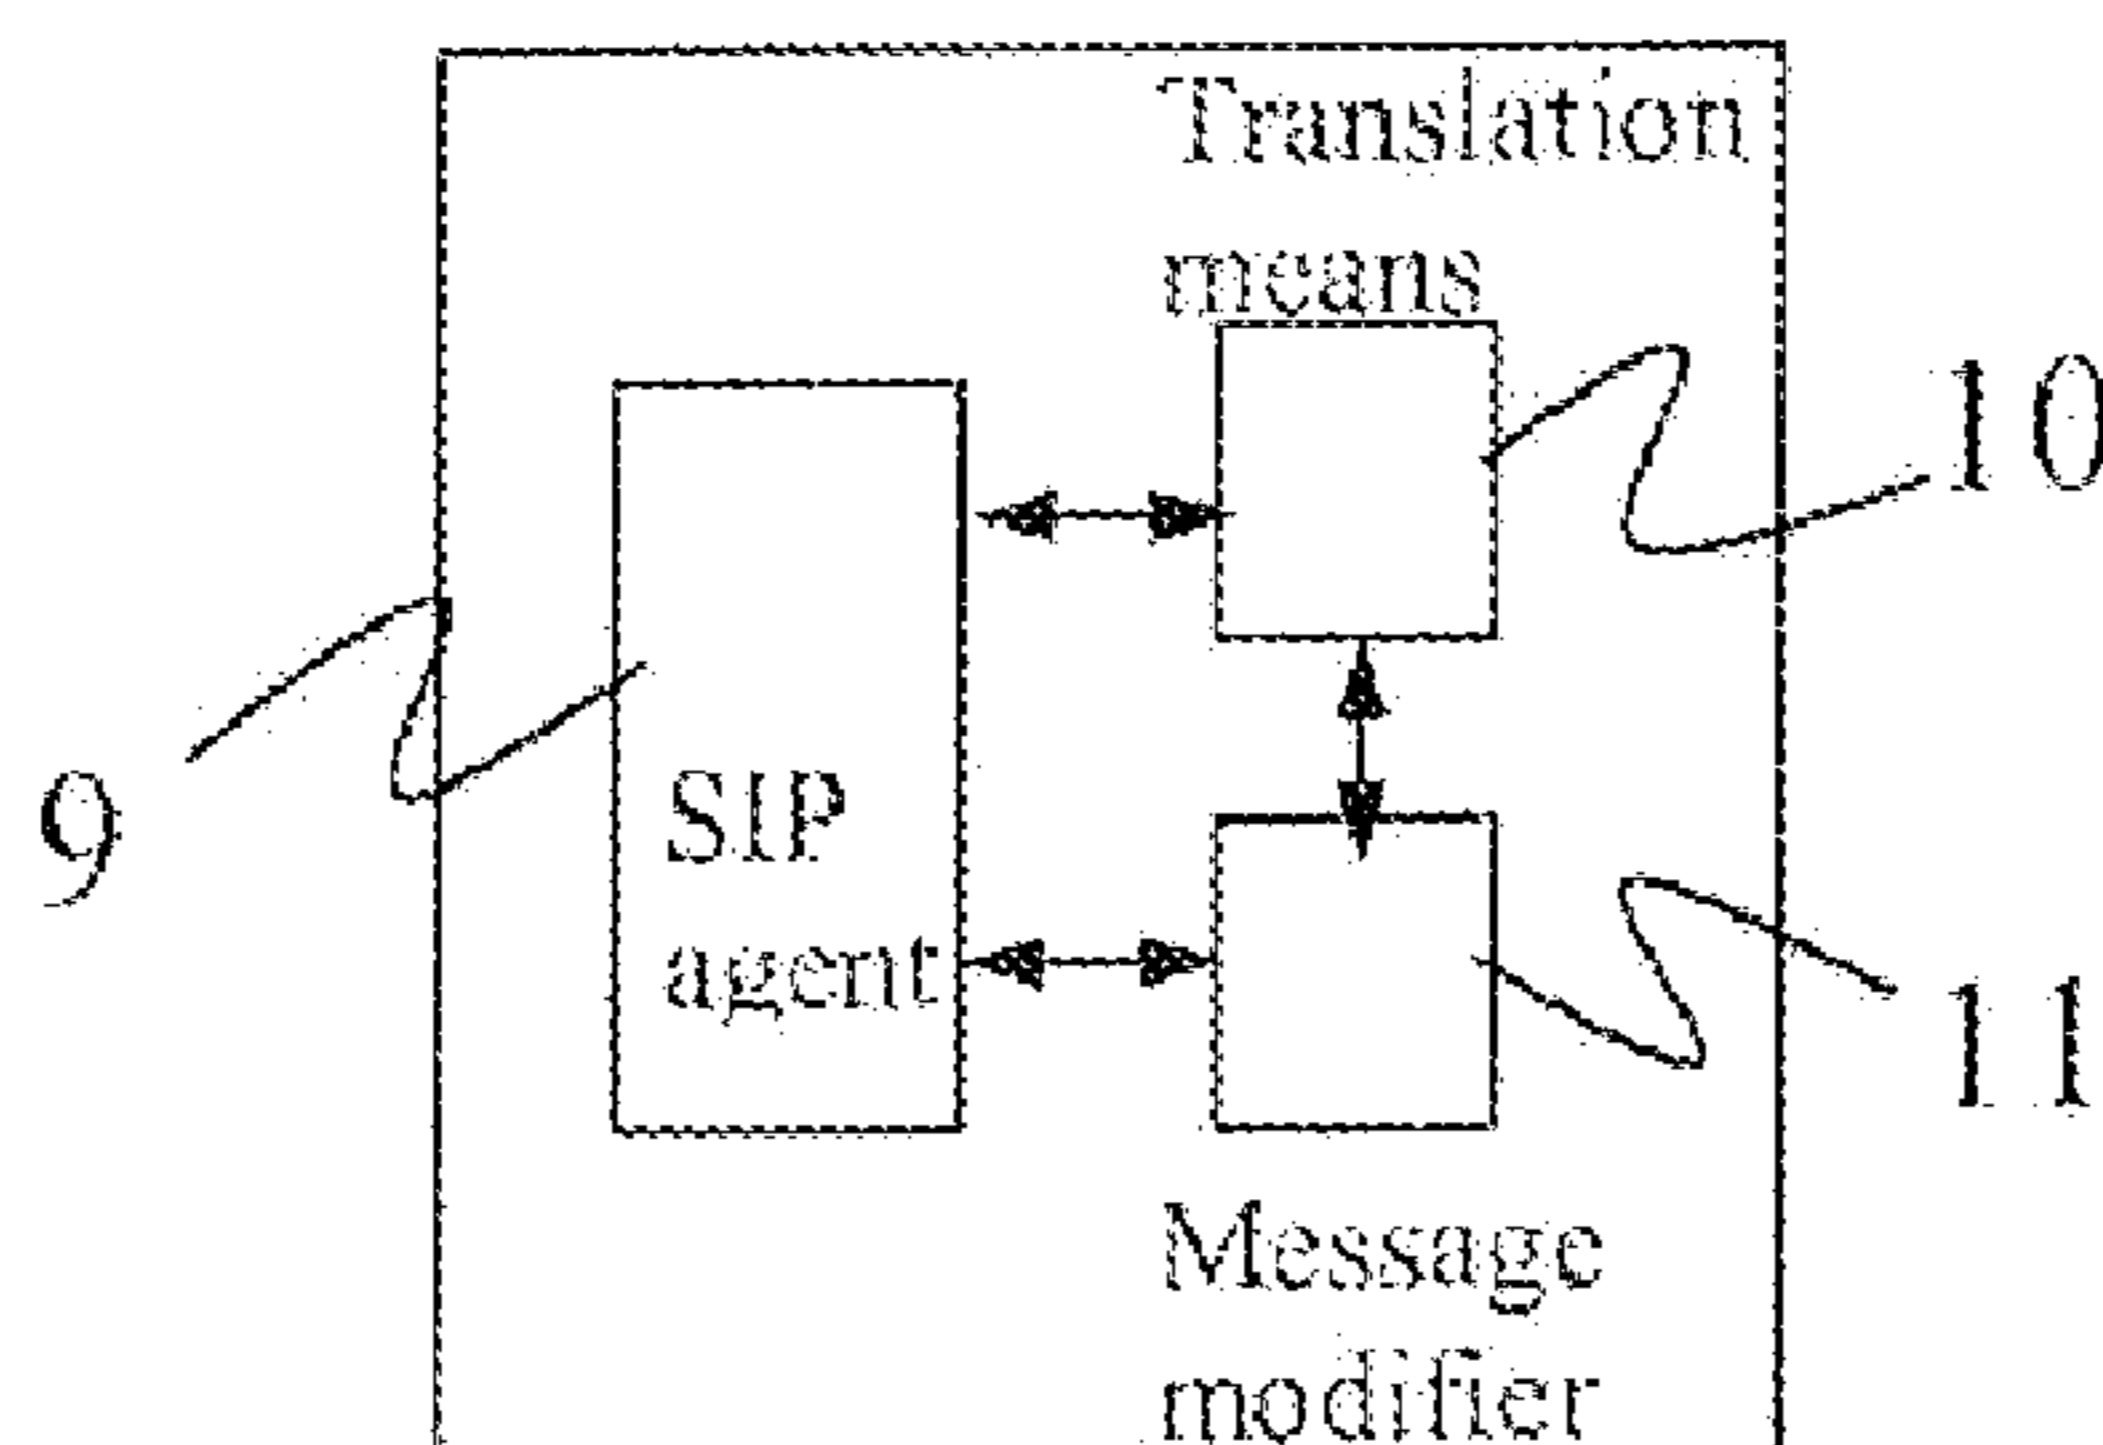 Translation
means
10
9
SIP
agent
11
Message
modifier